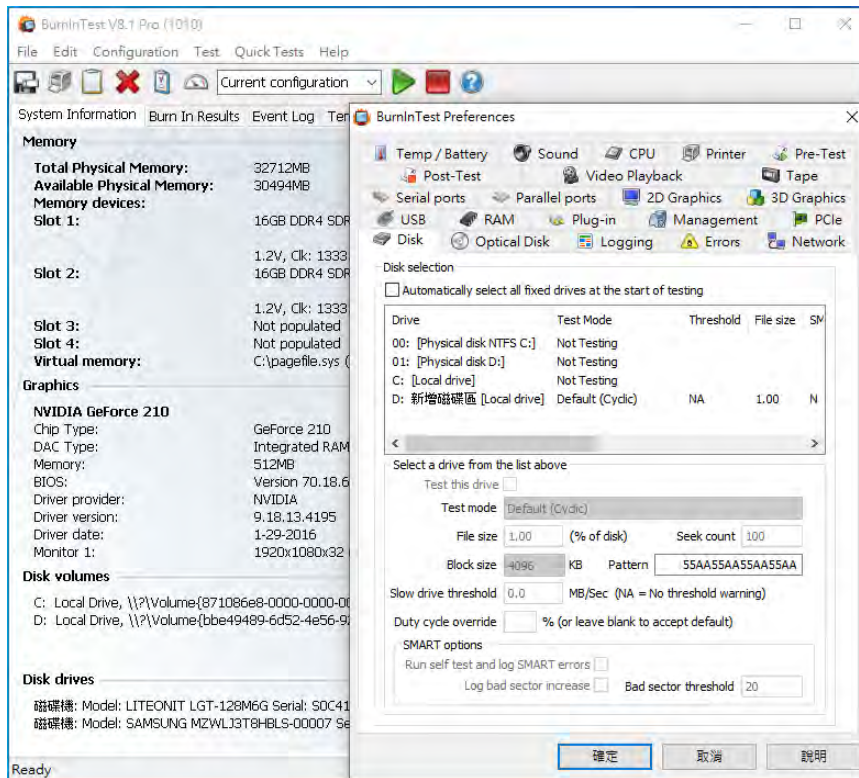 BurnInTest V8.1 Pro (1010)
File Edit Configuration Test Quick Tests Help
Current configuration
System Information Burn In Results Event Log Ter
Memory
Total Physical Memory: 32712MB
Available Physical Memory: 30494MB
Memory devices:
Slot 1: 16GB DDR4 SDR
1.2V, Clk: 1333
Slot 2: 16GB DDR4 SDR
1.2V, Clk: 1333
Slot 3: Not populated
Slot 4: Not populated
Virtual memory: C:\pagefile.sys (
Graphics
NVIDIA GeForce 210
Chip Type: GeForce 210
DAC Type: Integrated RAM
Memory: 512MB
BIOS: Version 70.18.6
Driver provider: NVIDIA
Driver version: 9.18.13.4195
Driver date: 1-29-2016
Monitor 1: 1920x1080x32
Disk volumes
C: Local Drive, \\?\Volume{871086e8-0000-0000-00
D: Local Drive, \\?\Volume{bbe49489-6d52-4e56-92
Disk drives
磁碟機: Model: LITEONIT LGT-128M6G Serial: S0C41
磁碟機: Model: SAMSUNG MZWLJ3T8HBLS-00007 Se
Ready
BurnInTest Preferences
Temp / Battery Sound CPU Printer Pre-Test
Post-Test Video Playback Tape
Serial ports Parallel ports 2D Graphics 3D Graphics
USB RAM Plug-in Management PCIe
Disk Optical Disk Logging Errors Network
Disk selection
Automatically select all fixed drives at the start of testing
Drive Test Mode Threshold File size SM
00: [Physical disk NTFS C:] Not Testing
01: [Physical disk D:] Not Testing
C: [Local drive] Not Testing
D: 新增磁碟區 [Local drive] Default (Cyclic) NA 1.00 N
Select a drive from the list above
Test this drive
Test mode Default (Cyclic)
File size 1.00 (% of disk) Seek count 100
Block size 4096 KB Pattern 55AA55AA55AA55AA
Slow drive threshold 0.0 MB/Sec (NA = No threshold warning)
Duty cycle override % (or leave blank to accept default)
SMART options
Run self test and log SMART errors
Log bad sector increase Bad sector threshold 20
確定 取消 說明